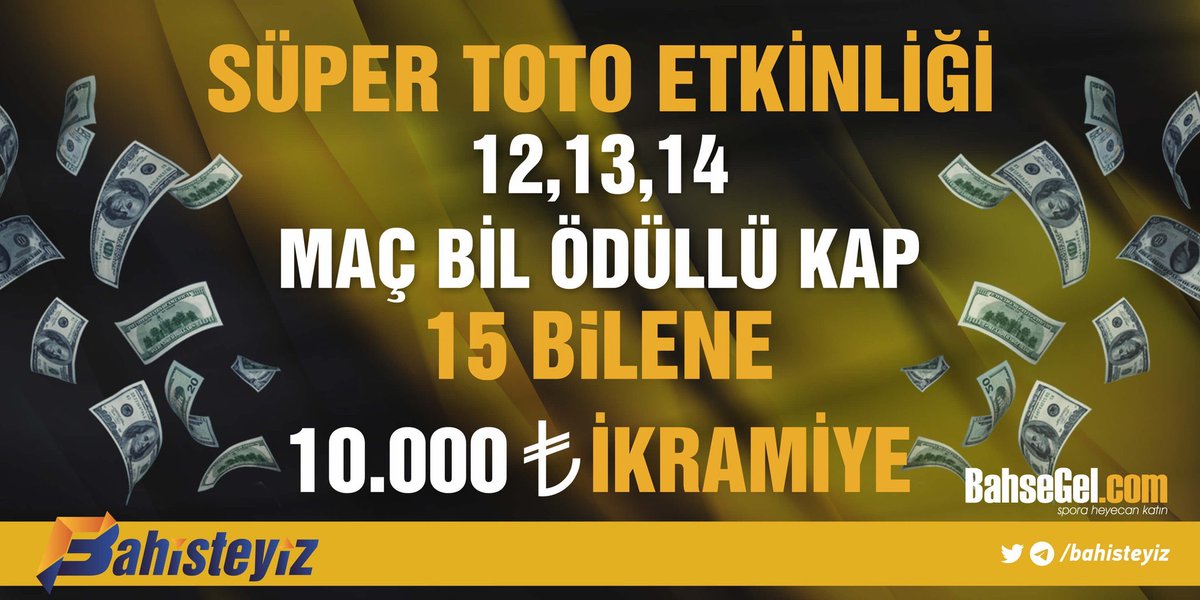 SÜPER TOTO ETKİNLİĞİ
12,13,14
MAÇ BİL ÖDÜLLÜ KAP
15 BİLENE
10.000 ₺ İKRAMİYE
BahseGel.com
spora heyecan katın
Bahisteyiz
/bahisteyiz